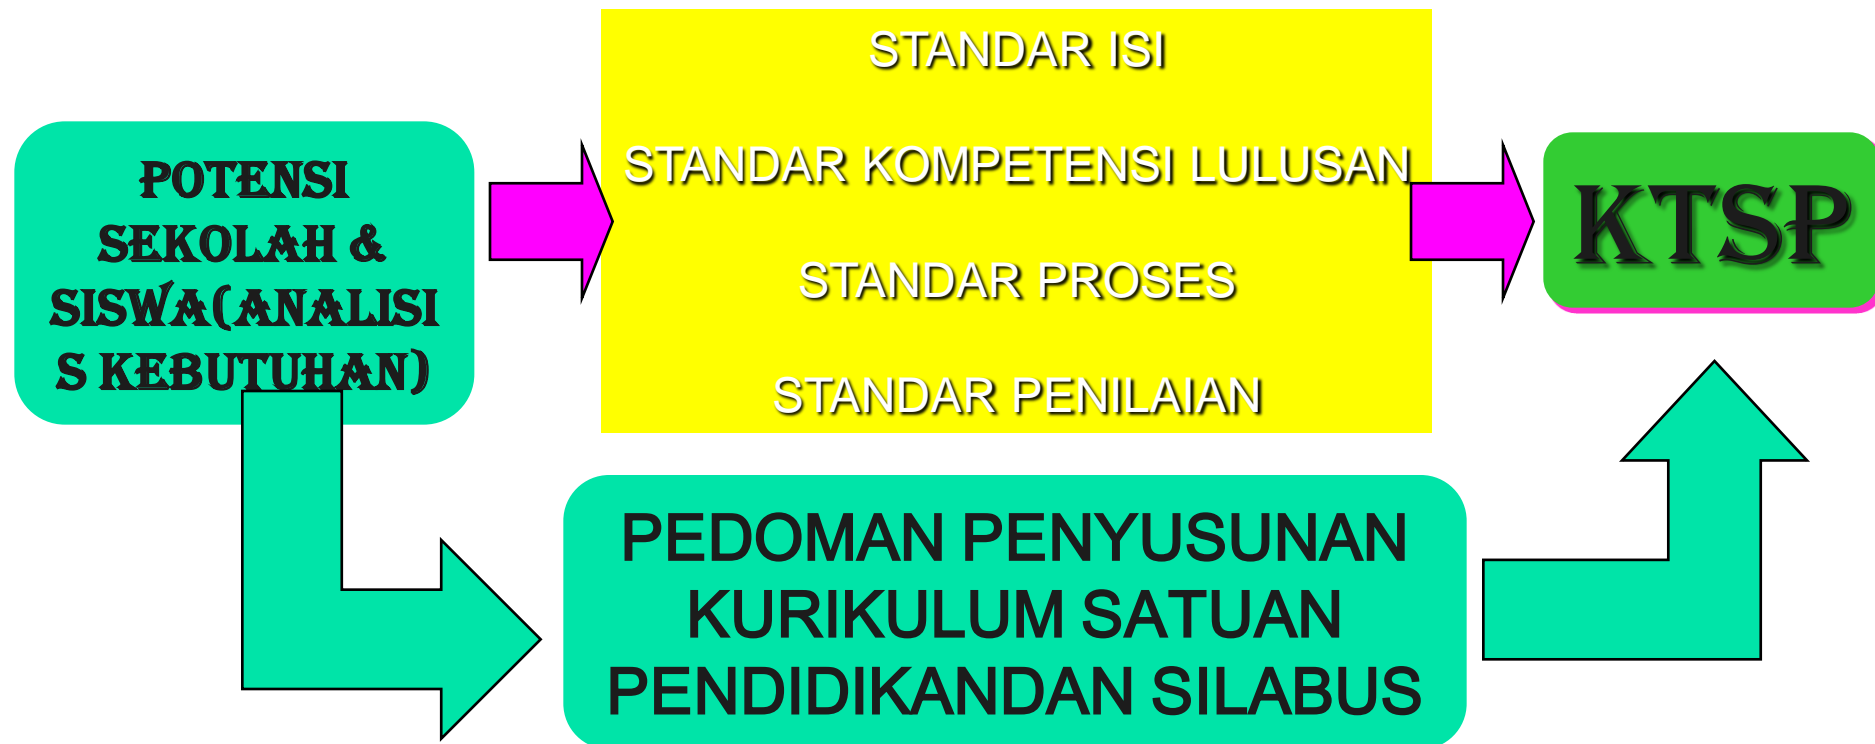 POTENSI
SEKOLAH &
SISWA(ANALISI
S KEBUTUHAN)
STANDAR ISI
STANDAR KOMPETENSI LULUSAN
STANDAR PROSES
STANDAR PENILAIAN
KTSP
PEDOMAN PENYUSUNAN
KURIKULUM SATUAN
PENDIDIKANDAN SILABUS